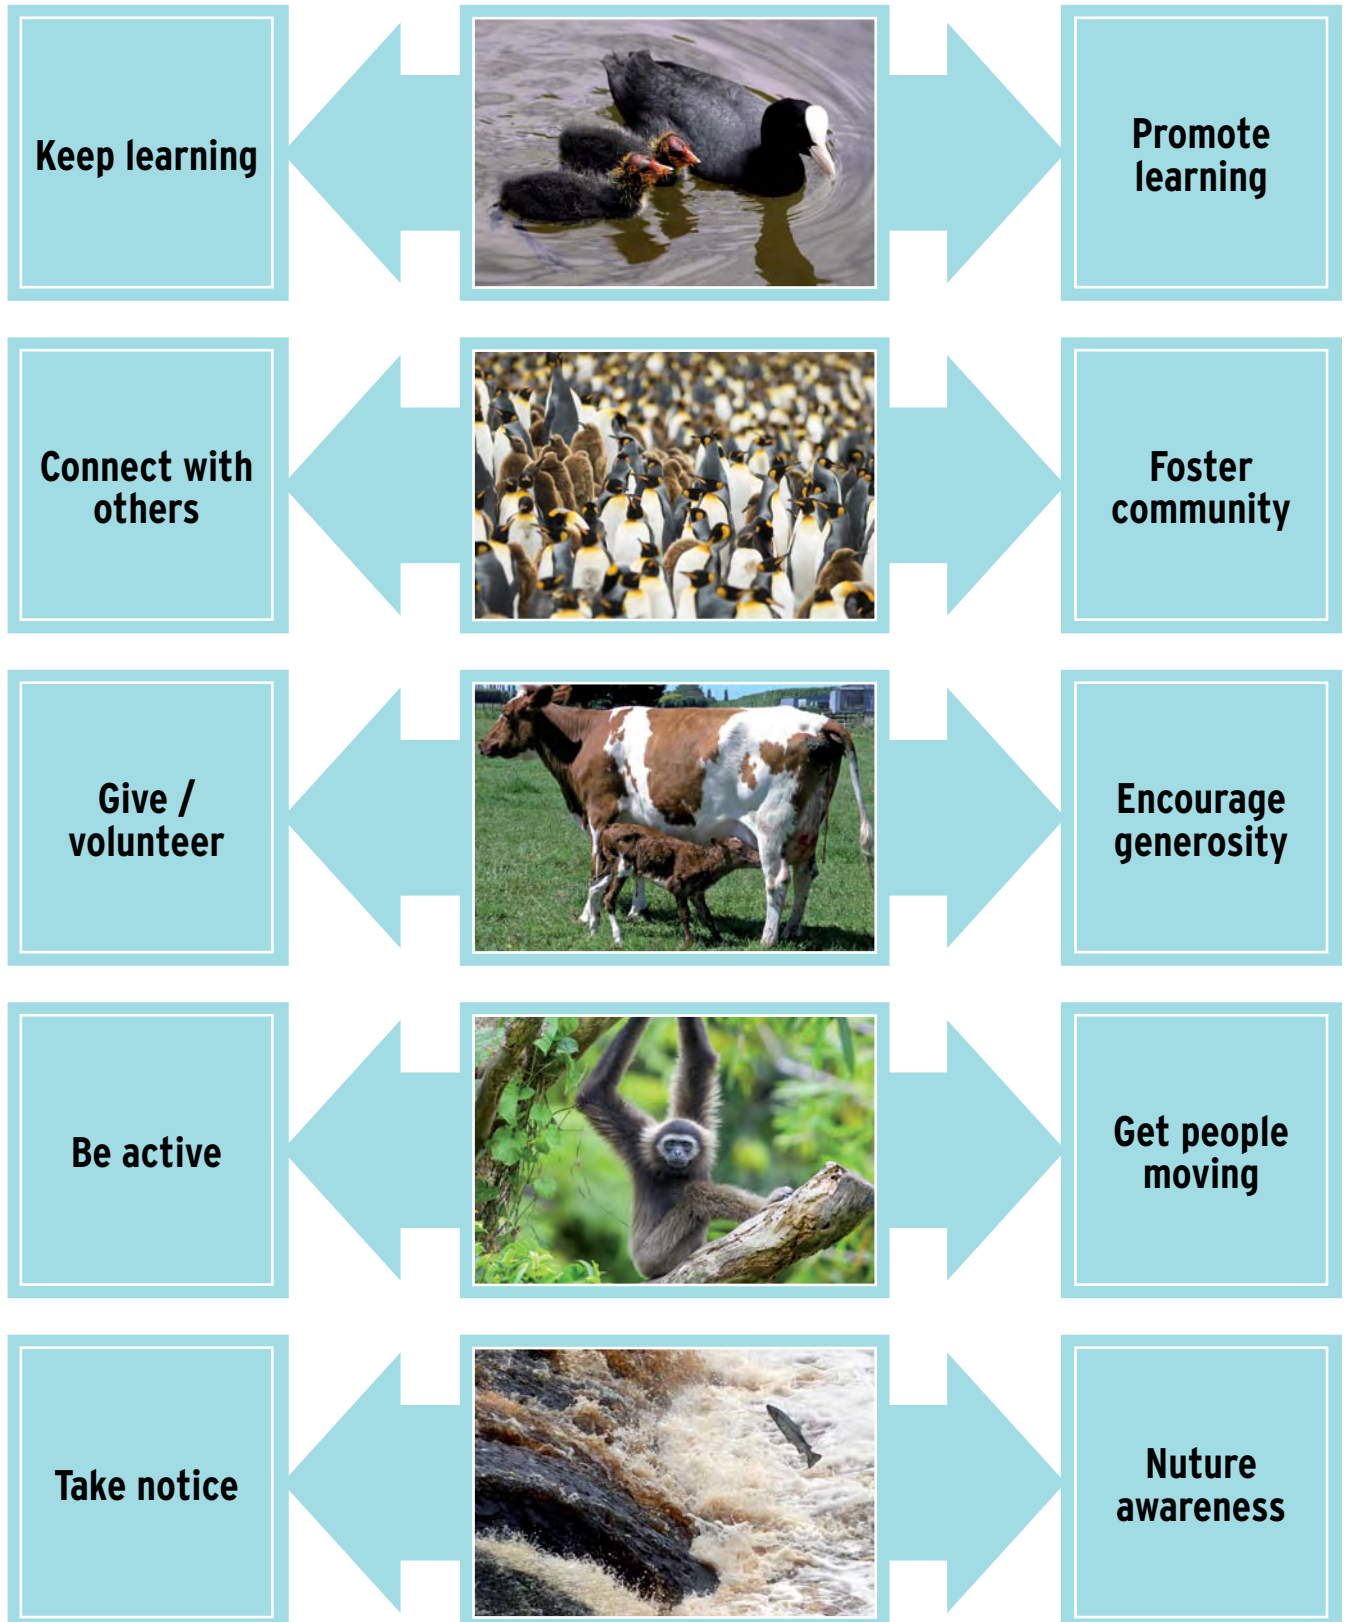 Keep learning
Promote
learning
Connect with
others
Foster
community
Give /
volunteer
Encourage
generosity
Be active
Get people
moving
Take notice
Nuture
awareness